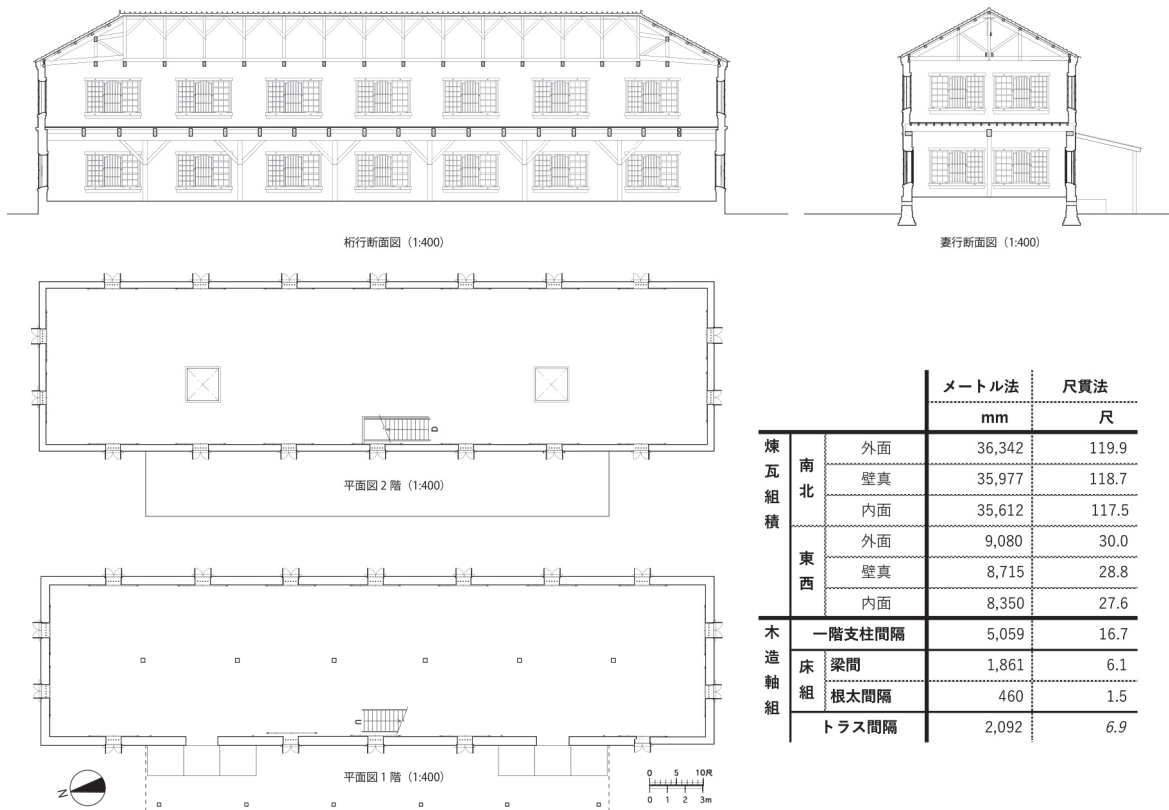 桁行断面図（1:400）
妻行断面図（1:400）
D
平面図 2 階（1:400）
U
平面図 1 階（1:400）
N
0 5 10尺
0 1 2 3m
メートル法 尺貫法
mm 尺
煉瓦組積 南北 外面 36,342 119.9
壁真 35,977 118.7
内面 35,612 117.5
東西 外面 9,080 30.0
壁真 8,715 28.8
内面 8,350 27.6
木造軸組 一階支柱間隔 5,059 16.7
床組 梁間 1,861 6.1
根太間隔 460 1.5
トラス間隔 2,092 6.9